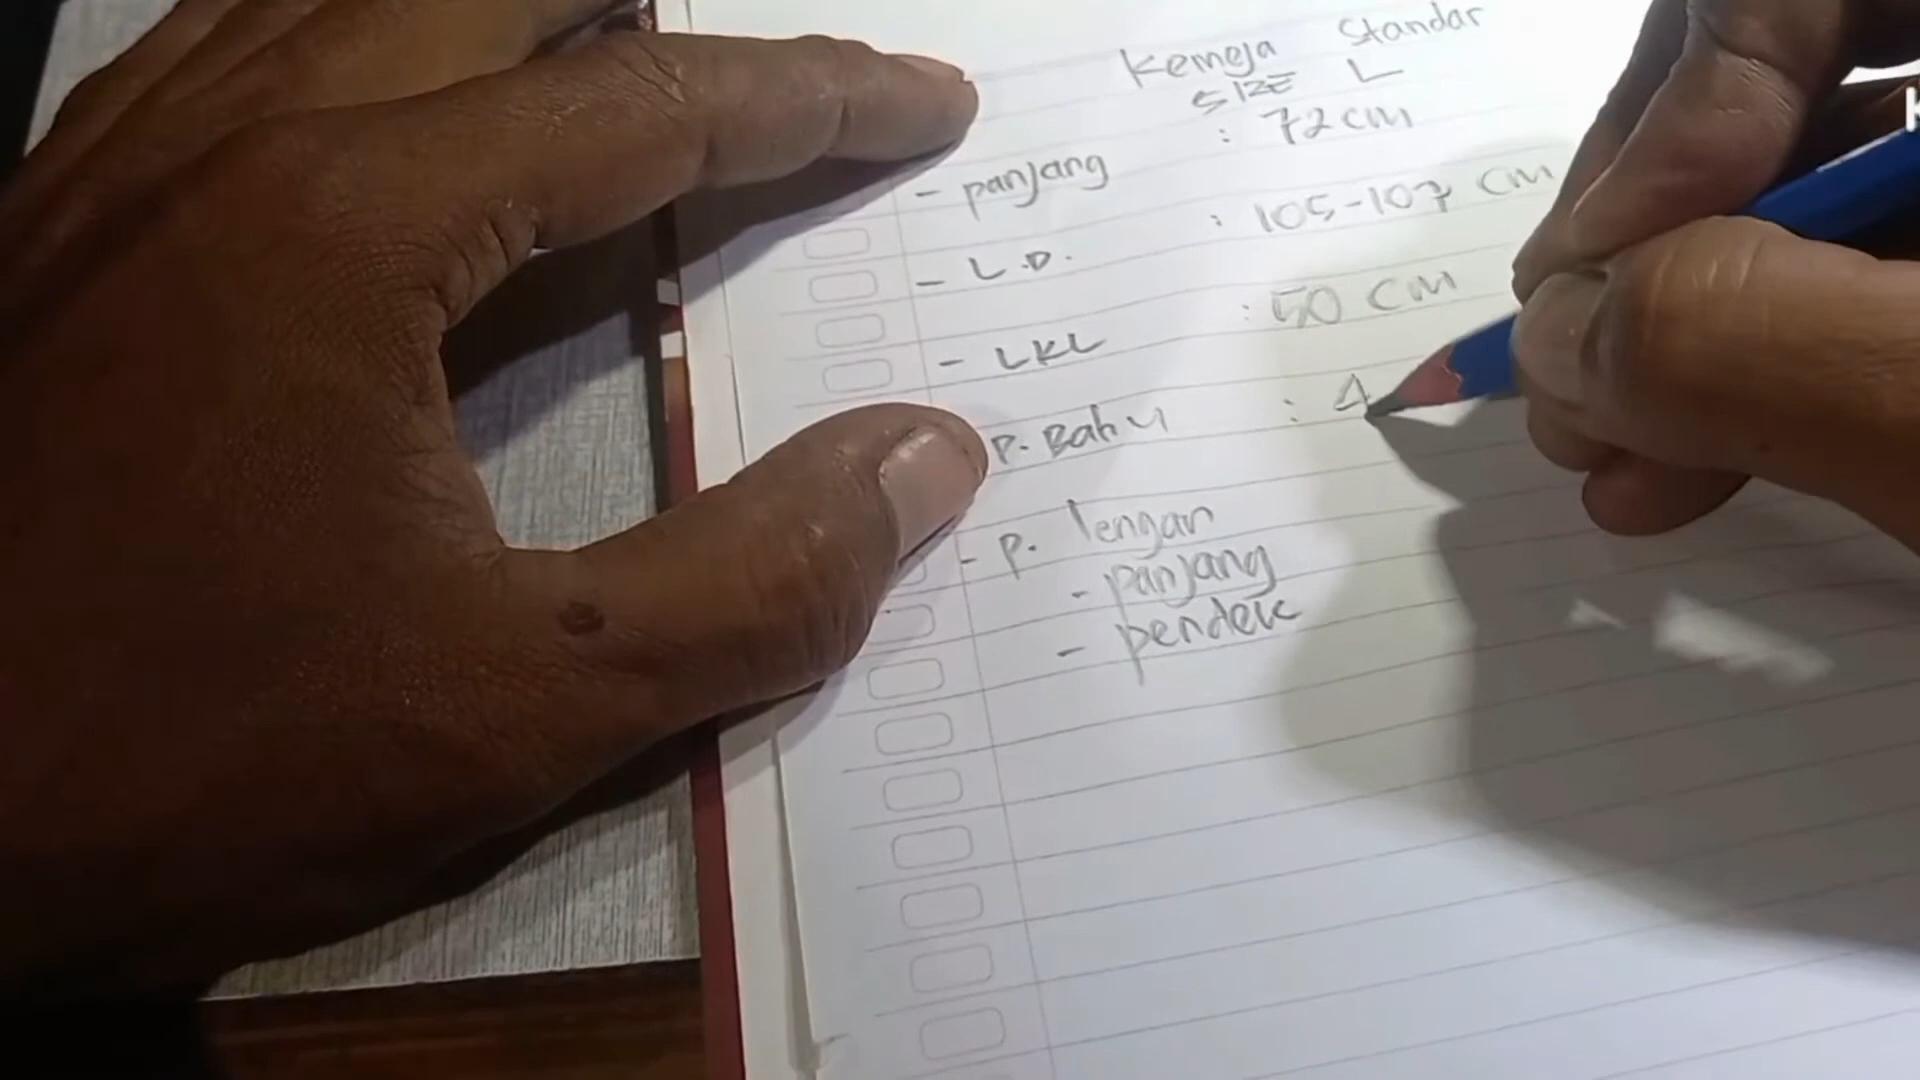 Kemeja Standar
SIZE L
- panjang : 72 cm
- L.D. : 105-107 cm
- LKL : 50 cm
P. Bahu : 4
- P. lengan
- panjang
- pendek